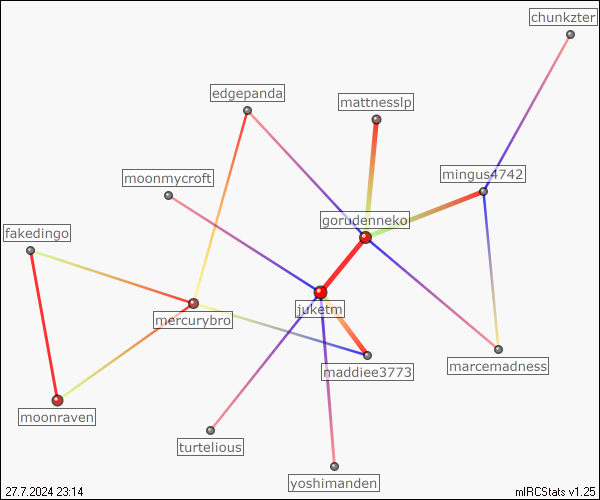 chunkzter
edgepanda
mattnesslp
mingus4742
moonmycroft
gorudenneko
fakedingo
juketm
mercurybro
marcemadness
maddiee3773
moonraven
turtelious
yoshimanden
27.7.2024 23:14
mIRCStats v1.25